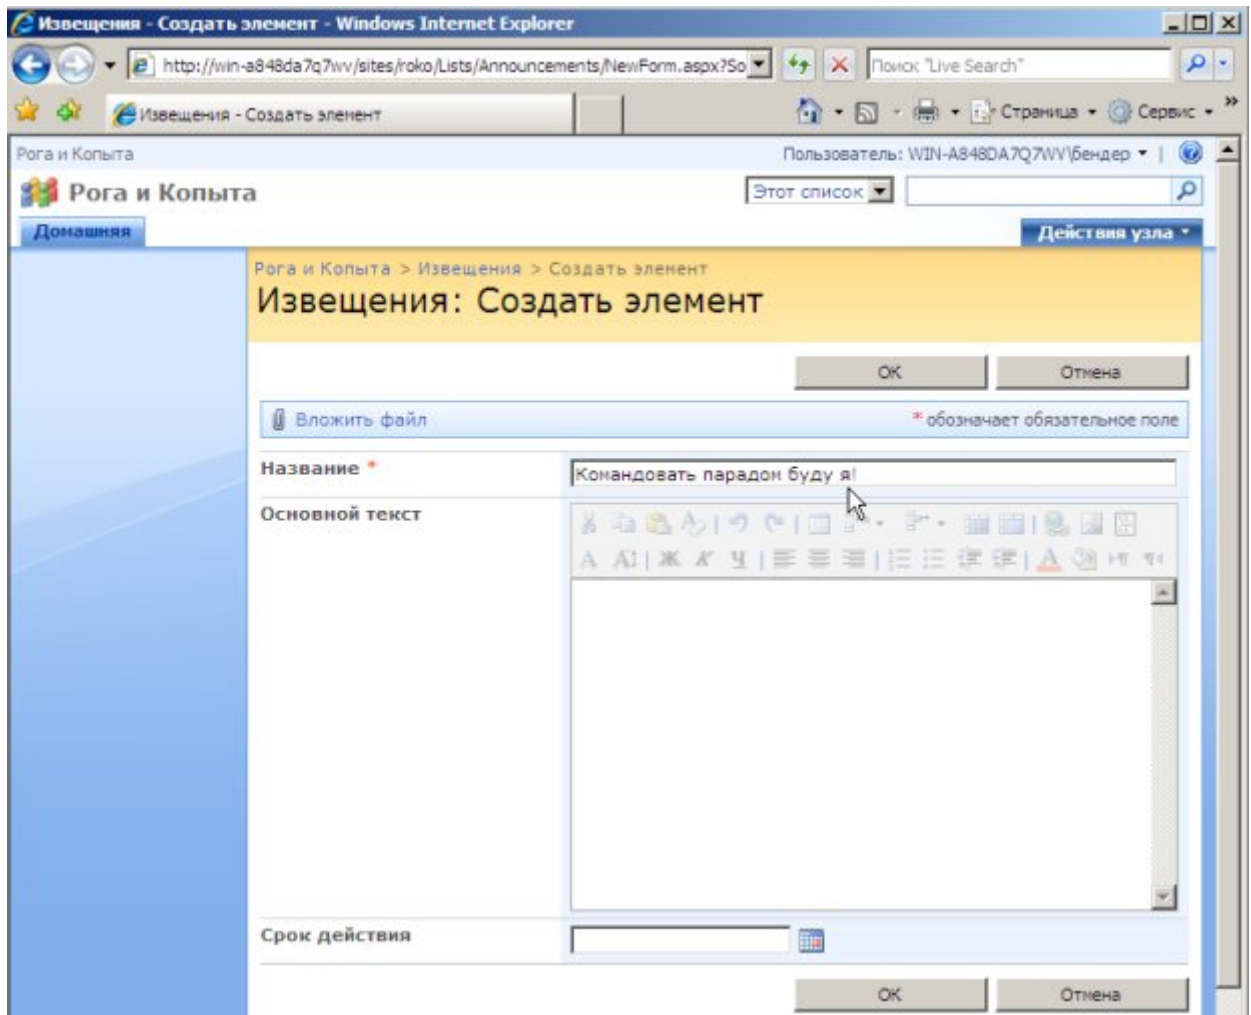 Извещения - Создать элемент - Windows Internet Explorer
http://win-a848da7q7wv/sites/roko/Lists/Announcements/NewForm.aspx?So
Поиск "Live Search"
Извещения - Создать элемент
Страница
Сервис
Рога и Копыта
Пользователь: WIN-A848DA7Q7WV\бендер
Рога и Копыта
Этот список
Домашняя
Действия узла
Рога и Копыта > Извещения > Создать элемент
Извещения: Создать элемент
ОК Отмена
Вложить файл
* обозначает обязательное поле
Название *
Командовать парадом буду я!
Основной текст
А АІ Ж К Ч А
Срок действия
ОК Отмена